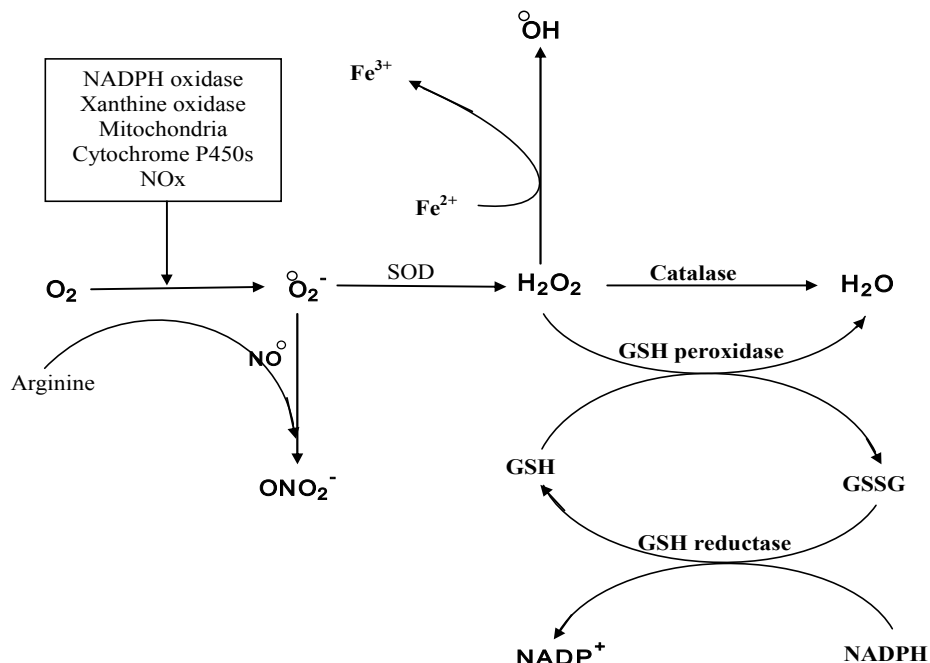 °OH
Fe³⁺
NADPH oxidase
Xanthine oxidase
Mitochondria
Cytochrome P450s
NOx
Fe²⁺
O₂
°O₂⁻
SOD
H₂O₂
Catalase
H₂O
NO°
Arginine
GSH peroxidase
ONO₂⁻
GSH
GSSG
GSH reductase
NADP⁺
NADPH